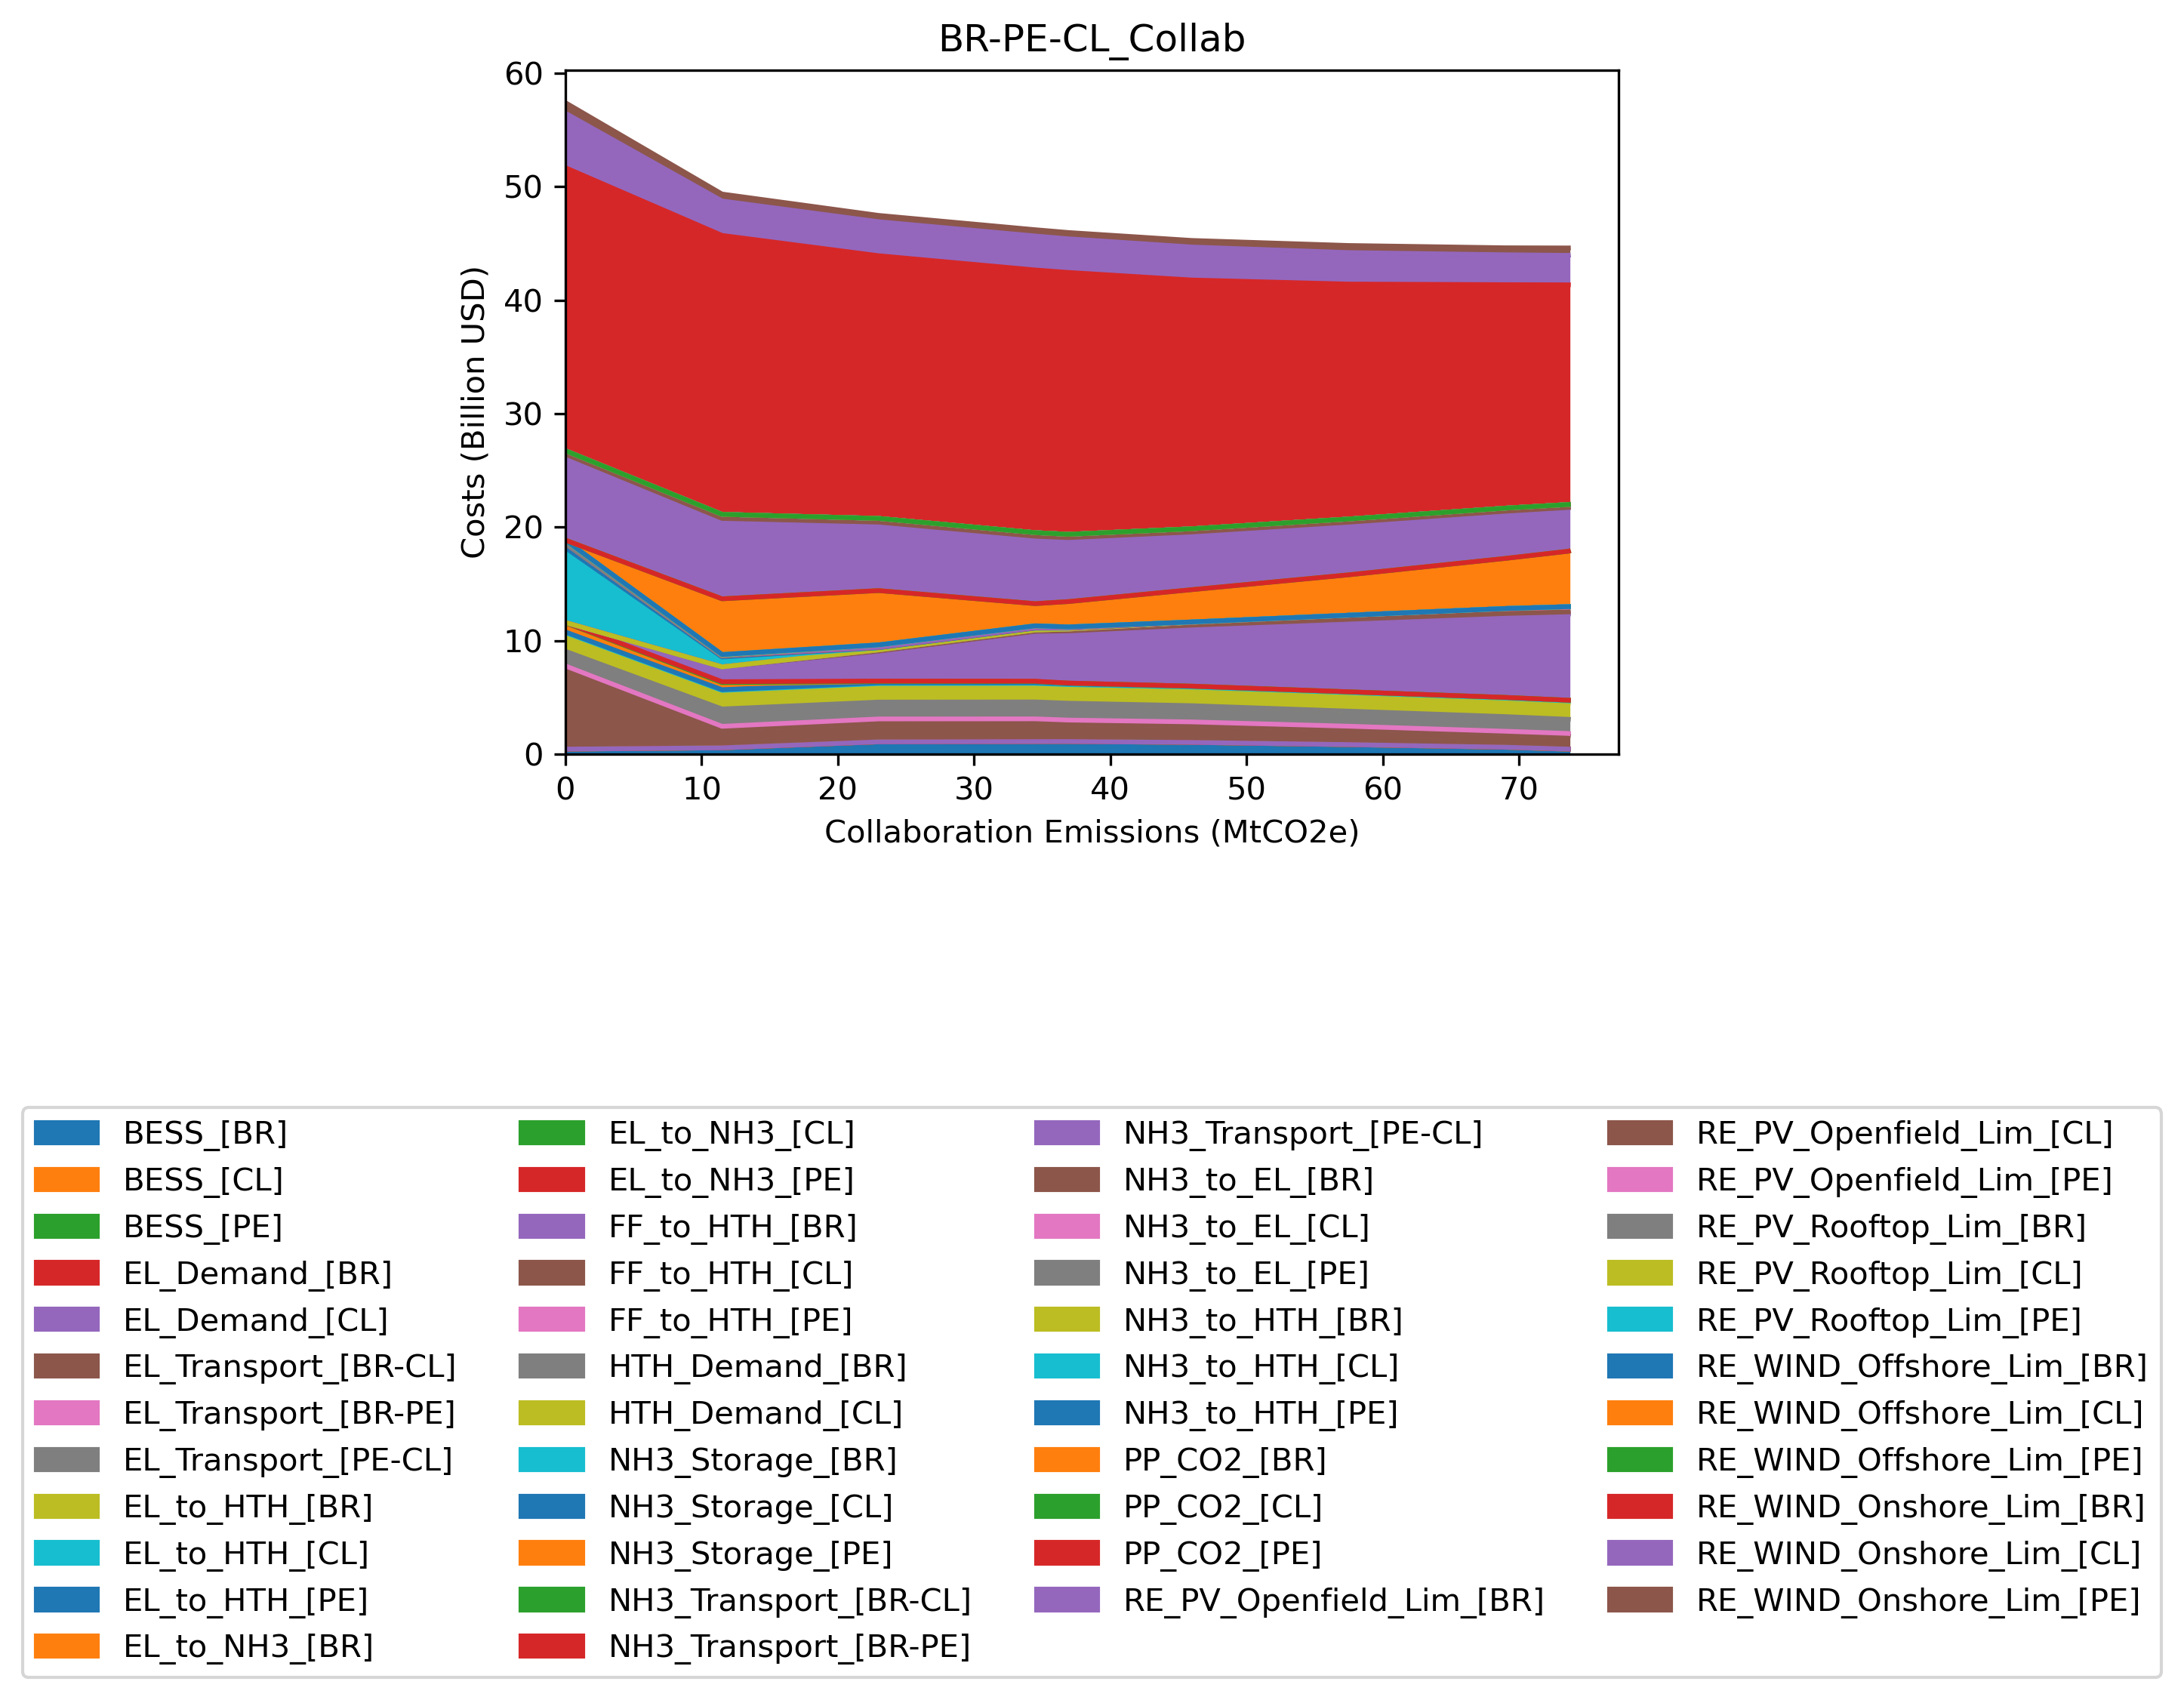 BR-PE-CL_Collab
60
50
40
30
20
10
0
Costs (Billion USD)
0 10 20 30 40 50 60 70
Collaboration Emissions (MtCO2e)
BESS_[BR]
BESS_[CL]
BESS_[PE]
EL_Demand_[BR]
EL_Demand_[CL]
EL_Transport_[BR-CL]
EL_Transport_[BR-PE]
EL_Transport_[PE-CL]
EL_to_HTH_[BR]
EL_to_HTH_[CL]
EL_to_HTH_[PE]
EL_to_NH3_[BR]
EL_to_NH3_[CL]
EL_to_NH3_[PE]
FF_to_HTH_[BR]
FF_to_HTH_[CL]
FF_to_HTH_[PE]
HTH_Demand_[BR]
HTH_Demand_[CL]
NH3_Storage_[BR]
NH3_Storage_[CL]
NH3_Storage_[PE]
NH3_Transport_[BR-CL]
NH3_Transport_[BR-PE]
NH3_Transport_[PE-CL]
NH3_to_EL_[BR]
NH3_to_EL_[CL]
NH3_to_EL_[PE]
NH3_to_HTH_[BR]
NH3_to_HTH_[CL]
NH3_to_HTH_[PE]
PP_CO2_[BR]
PP_CO2_[CL]
PP_CO2_[PE]
RE_PV_Openfield_Lim_[BR]
RE_PV_Openfield_Lim_[CL]
RE_PV_Openfield_Lim_[PE]
RE_PV_Rooftop_Lim_[BR]
RE_PV_Rooftop_Lim_[CL]
RE_PV_Rooftop_Lim_[PE]
RE_WIND_Offshore_Lim_[BR]
RE_WIND_Offshore_Lim_[CL]
RE_WIND_Offshore_Lim_[PE]
RE_WIND_Onshore_Lim_[BR]
RE_WIND_Onshore_Lim_[CL]
RE_WIND_Onshore_Lim_[PE]